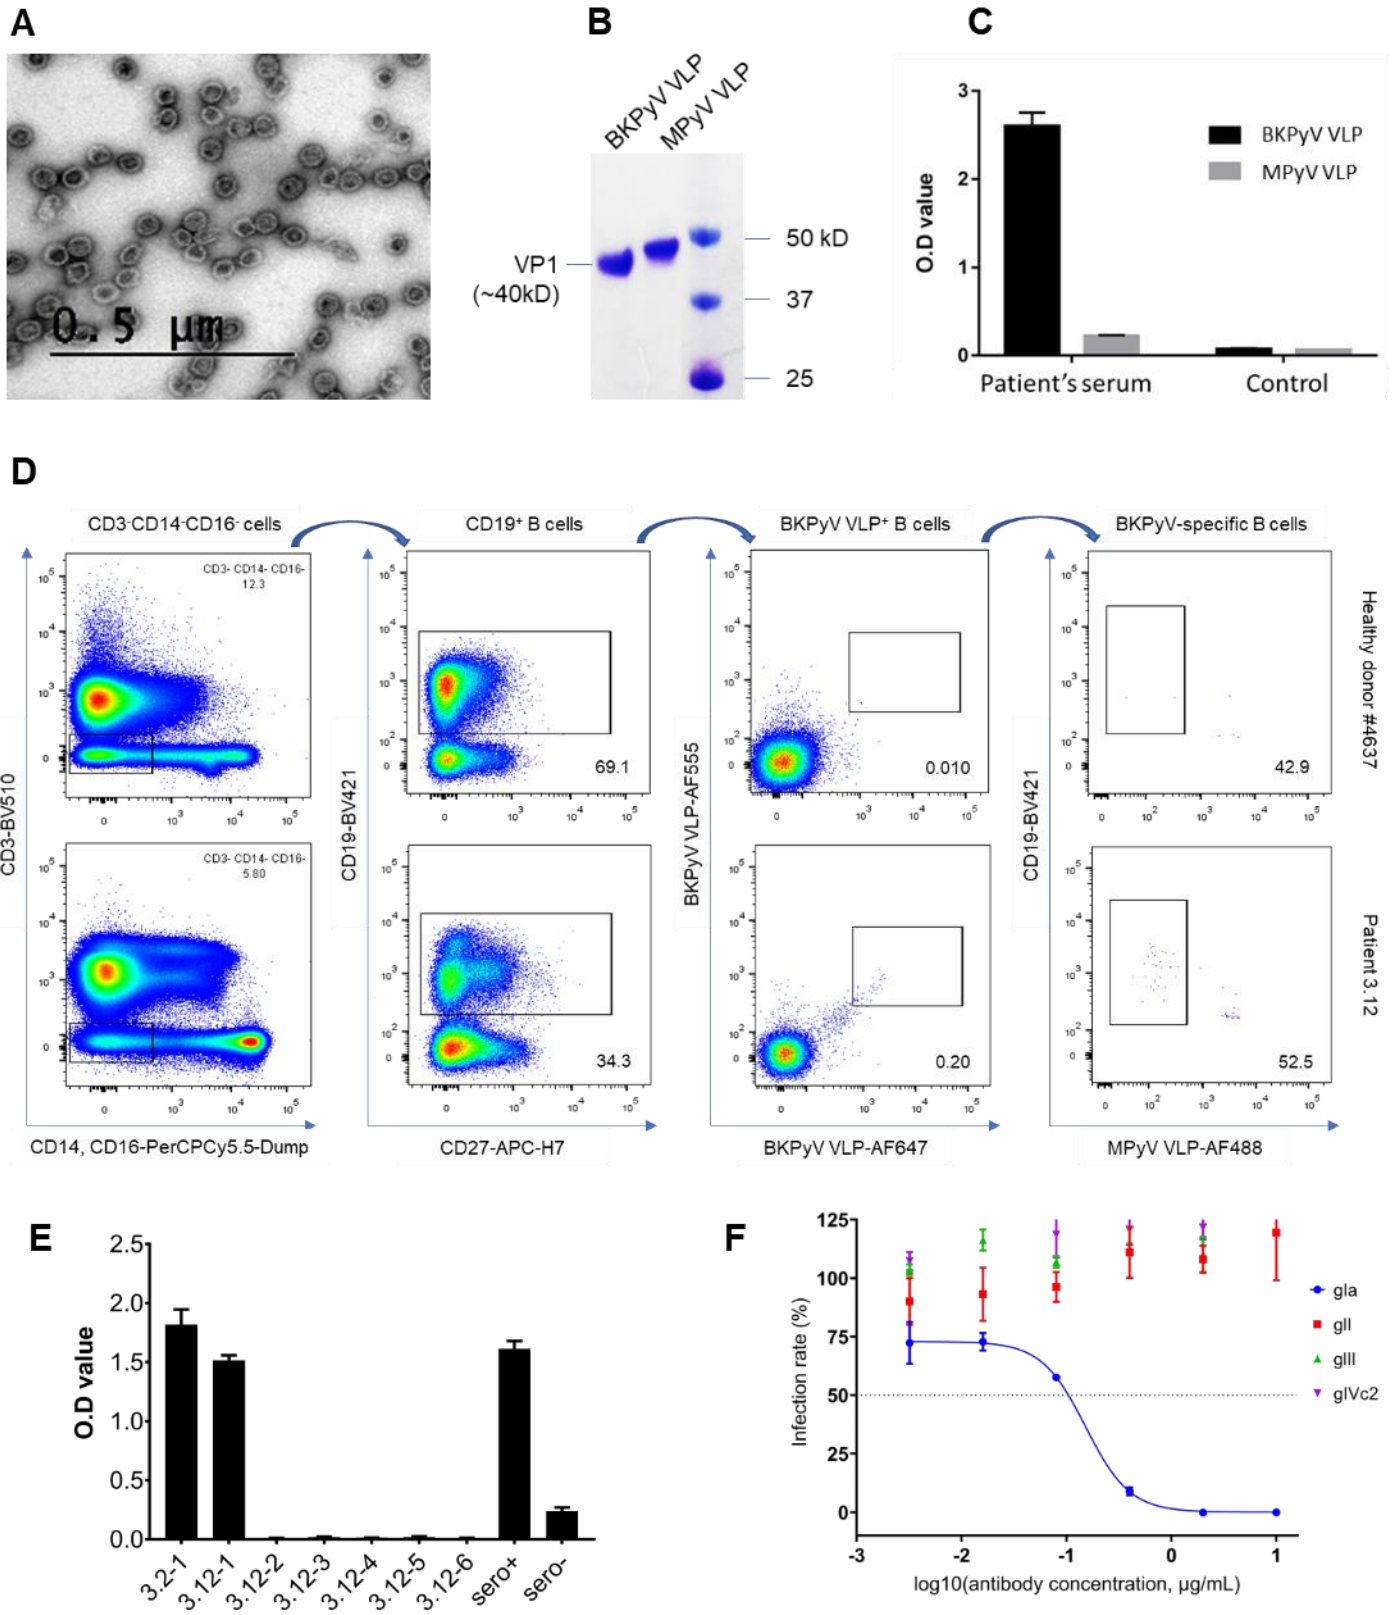 A
0.5 µm
B
BKPyV VLP
MPyV VLP
VP1
(~40kD)
50 kD
37
25
C
O.D value
3
2
1
0
BKPyV VLP
MPyV VLP
Patient's serum
Control
D
CD3-CD14-CD16- cells
CD19+ B cells
BKPyV VLP+ B cells
BKPyV-specific B cells
CD3- CD14- CD16-
12.3
69.1
0.010
42.9
Healthy donor #4637
CD3- CD14- CD16-
5.80
34.3
0.20
52.5
Patient 3.12
CD3-BV510
CD19-BV421
BKPyV VLP-AF555
CD19-BV421
CD14, CD16-PerCPCy5.5-Dump
CD27-APC-H7
BKPyV VLP-AF647
MPyV VLP-AF488
E
O.D value
2.5
2.0
1.5
1.0
0.5
0.0
3.2-1
3.12-1
3.12-2
3.12-3
3.12-4
3.12-5
3.12-6
sero+
sero-
F
Infection rate (%)
125
100
75
50
25
0
-3 -2 -1 0 1
log10(antibody concentration, µg/mL)
gIa
gII
gIII
gIVc2